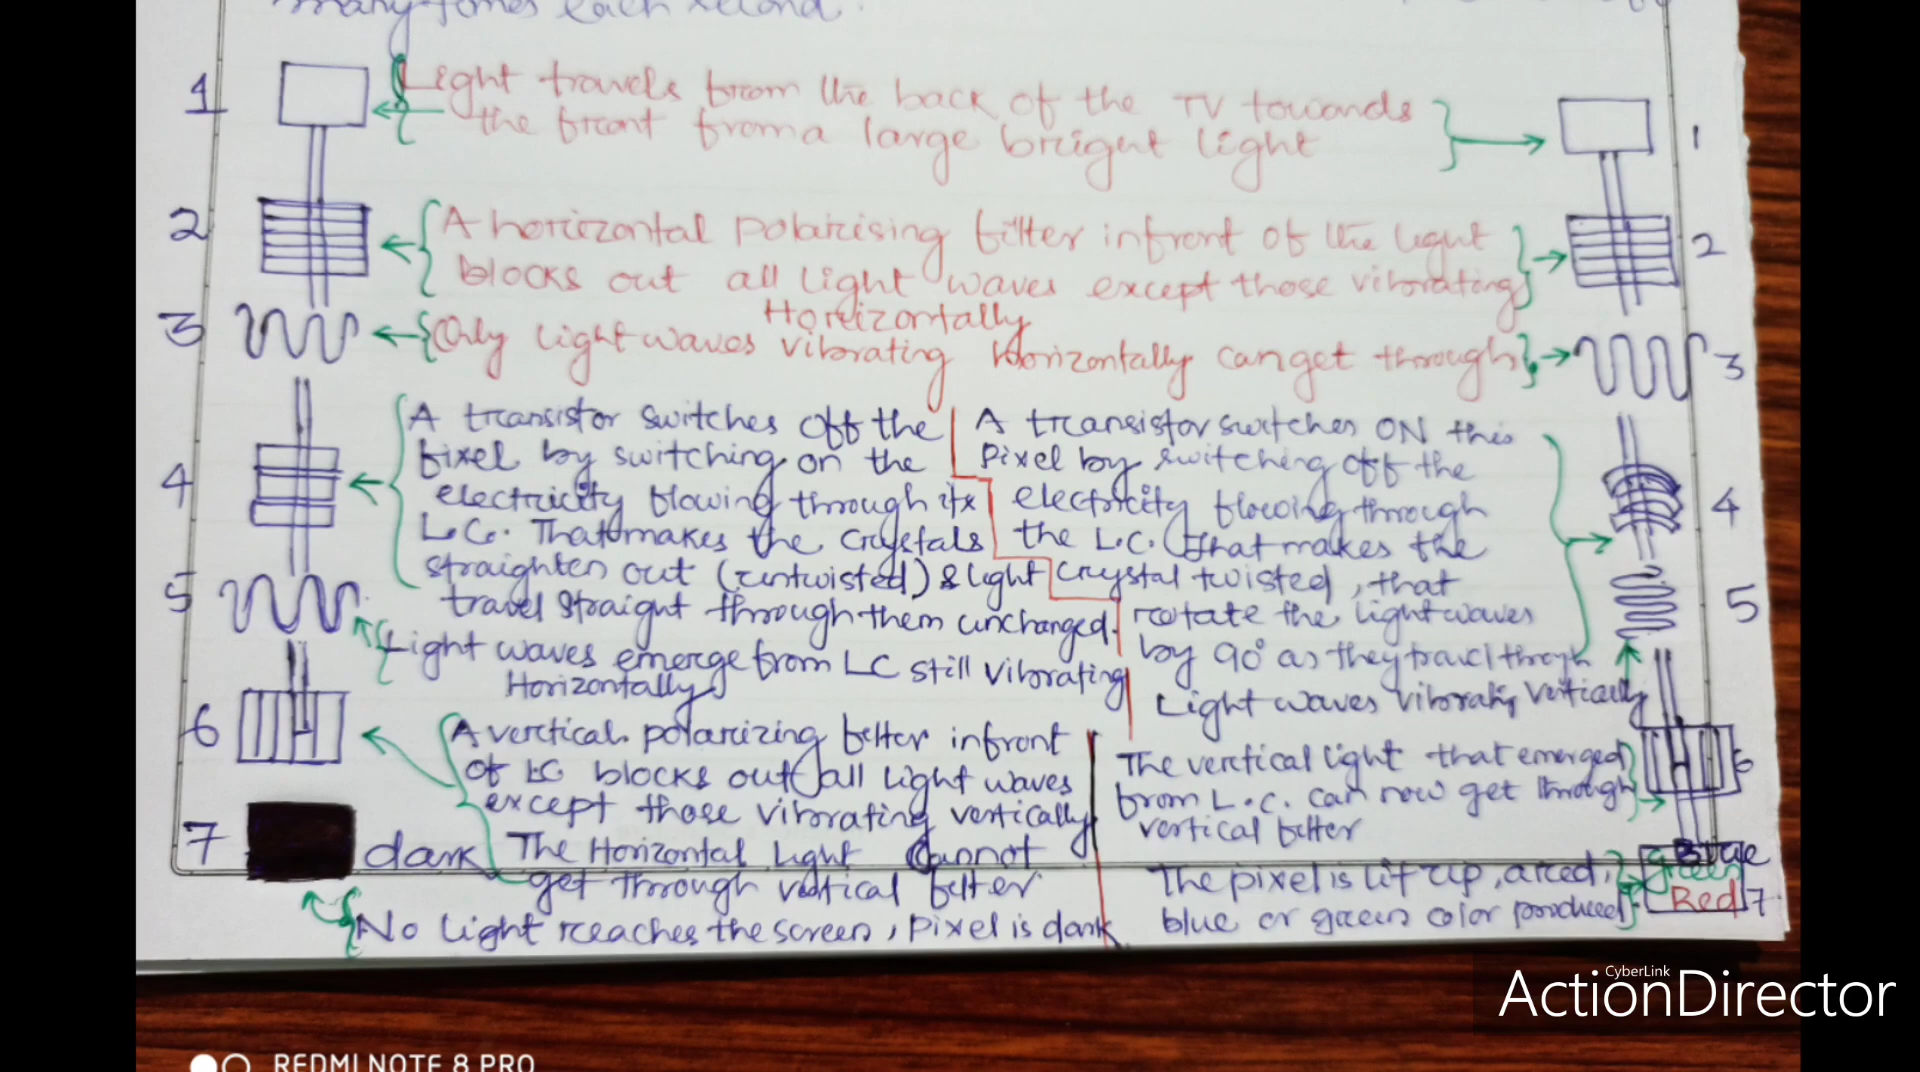 many times each second.
1
Light travels from the back of the TV towards
the front from a large bright light
1
2
A horizontal polarising filter infront of the light
blocks out all light waves except those vibrating
Horizontally
2
3
Only light waves vibrating Horizontally can get through
3
4
A transistor switches off the
pixel by switching on the
electricity flowing through its
L.C. That makes the crystals
straighten out (untwisted) & light
travel straight through them unchanged.
A transistor switches ON this
Pixel by switching off the
electricity flowing through
the L.C. that makes the
crystal twisted, that
rotate the light waves
by 90° as they travel through
4
5
Light waves emerge from LC still vibrating
Horizontally
Light waves vibrating vertically
5
6
A vertical polarizing filter infront
of LC blocks out all light waves
except those vibrating vertically
The Horizontal light cannot
get through vertical filter
The vertical light that emerged
from L.C. can now get through
vertical filter
6
7
dark
No light reaches the screen, pixel is dark
The pixel is lit up, a red,
blue or green color produced
Blue
green
Red
7
CyberLink
ActionDirector
REDMI NOTE 8 PRO